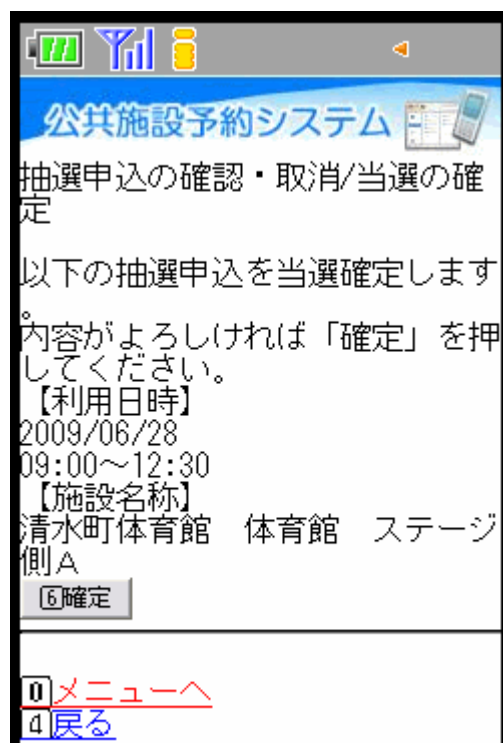 公共施設予約システム
抽選申込の確認・取消/当選の確
定
以下の抽選申込を当選確定します
。
内容がよろしければ「確定」を押
してください。
【利用日時】
2009/06/28
09:00～12:30
【施設名称】
清水町体育館　体育館　ステージ
側Ａ
6確定
0メニューへ
4戻る